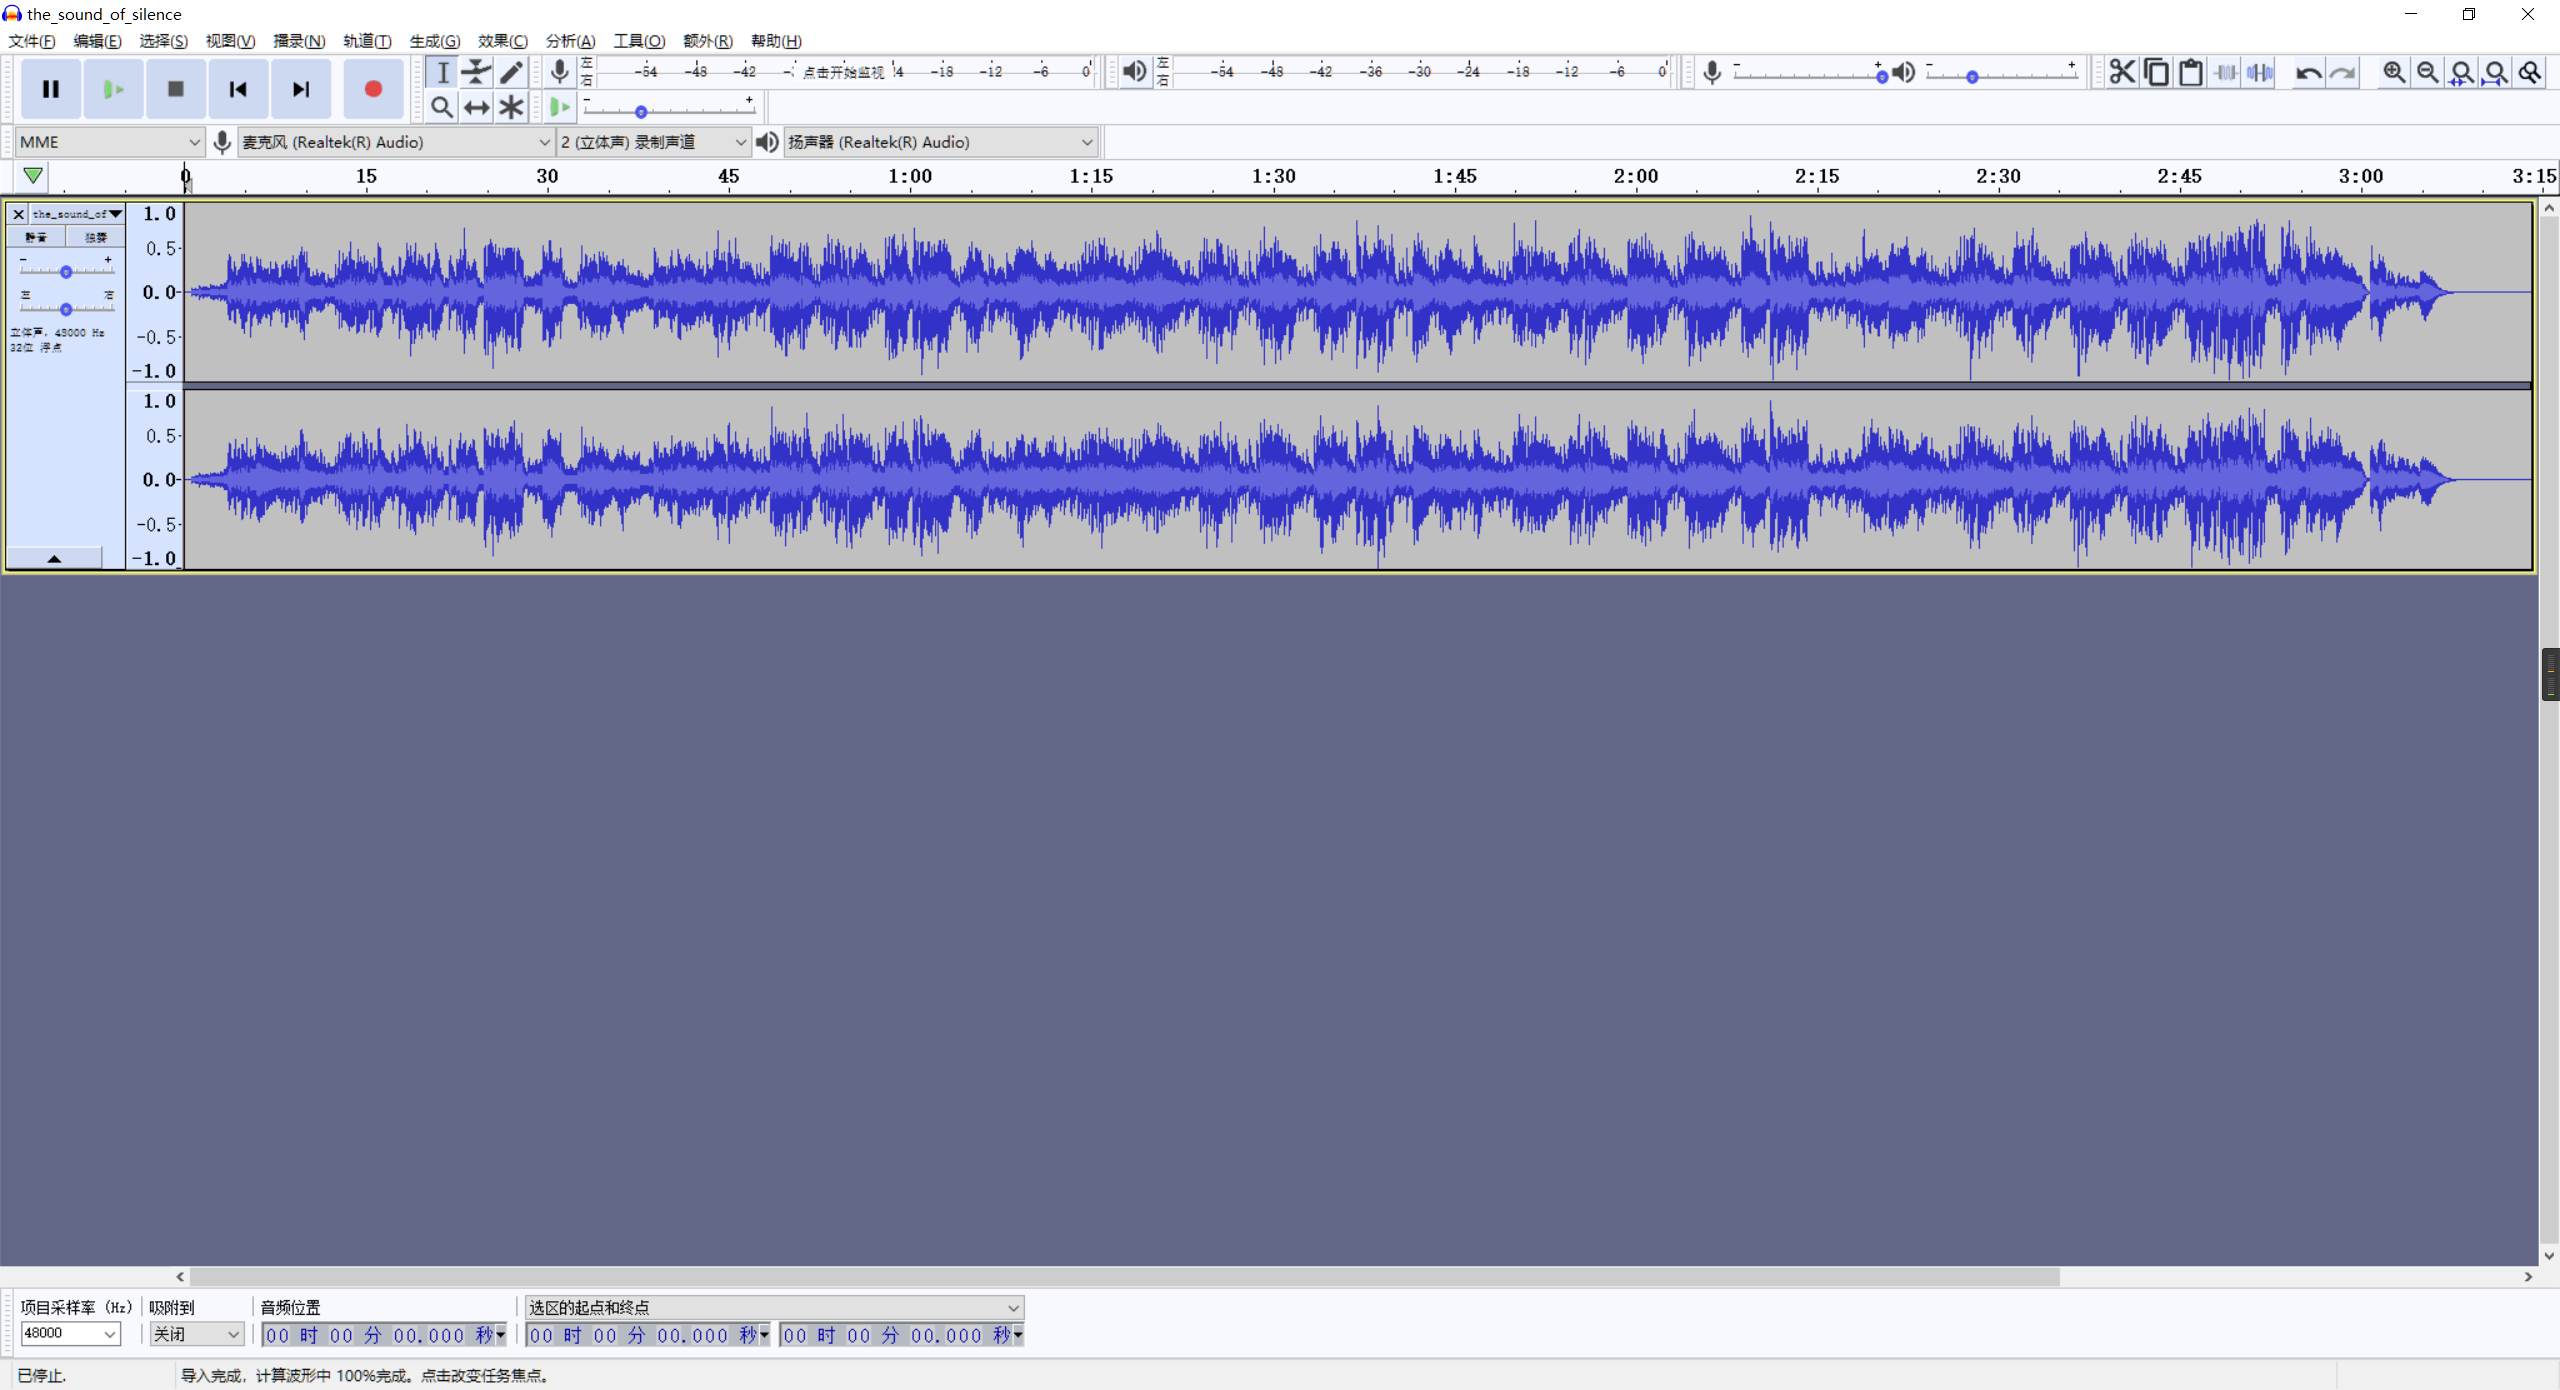 the_sound_of_silence
文件(F) 编辑(E) 选择(S) 视图(V) 播录(N) 轨道(T) 生成(G) 效果(C) 分析(A) 工具(O) 额外(R) 帮助(H)
左 右 -54 -48 -42 点击开始监视 -18 -12 -6 0
左 右 -54 -48 -42 -36 -30 -24 -18 -12 -6 0
MME 麦克风 (Realtek(R) Audio) 2 (立体声) 录制声道 扬声器 (Realtek(R) Audio)
0 15 30 45 1:00 1:15 1:30 1:45 2:00 2:15 2:30 2:45 3:00 3:15
the_sound_of
静音 独奏
左 右
立体声, 48000 Hz
32位 浮点
1.0
0.5
0.0
-0.5
-1.0
1.0
0.5
0.0
-0.5
-1.0
项目采样率 (Hz) 吸附到 音频位置 选区的起点和终点
48000 关闭 00 时 00 分 00.000 秒 00 时 00 分 00.000 秒 00 时 00 分 00.000 秒
已停止. 导入完成，计算波形中 100%完成。点击改变任务焦点。